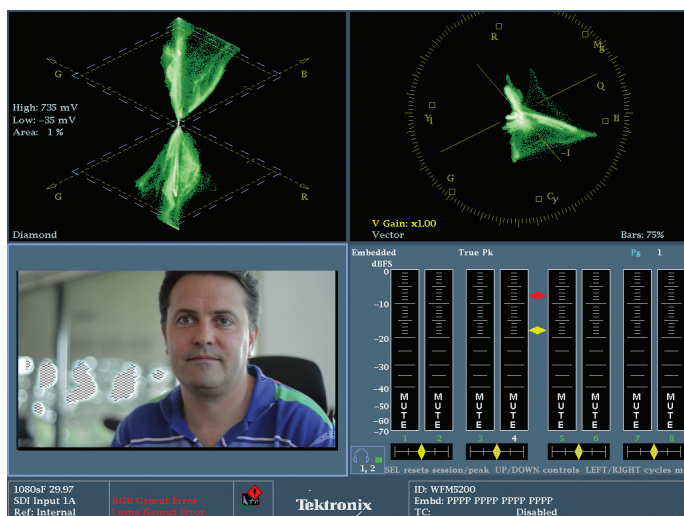 G
B
High: 735 mV
Low: -35 mV
Area: 1 %
G
R
Diamond
R
Mg
Q
B
Yl
-I
G
Cy
V Gain: x1.00
Vector
Bars: 75%
Embedded
True Pk
Pg 1
dBFS
0
-10
-20
-30
-40
-50
-60
-70
MUTE MUTE MUTE MUTE MUTE MUTE MUTE MUTE
1 2 3 4 5 6 7 8
1, 2
SEL resets session/peak UP/DOWN controls LEFT/RIGHT cycles m
1080sF 29.97
SDI Input 1A
Ref: Internal
RGB Gamut Error
Luma Gamut Error
Tektronix
ID: WFM5200
Embd: PPPP PPPP PPPP PPPP
TC: Disabled